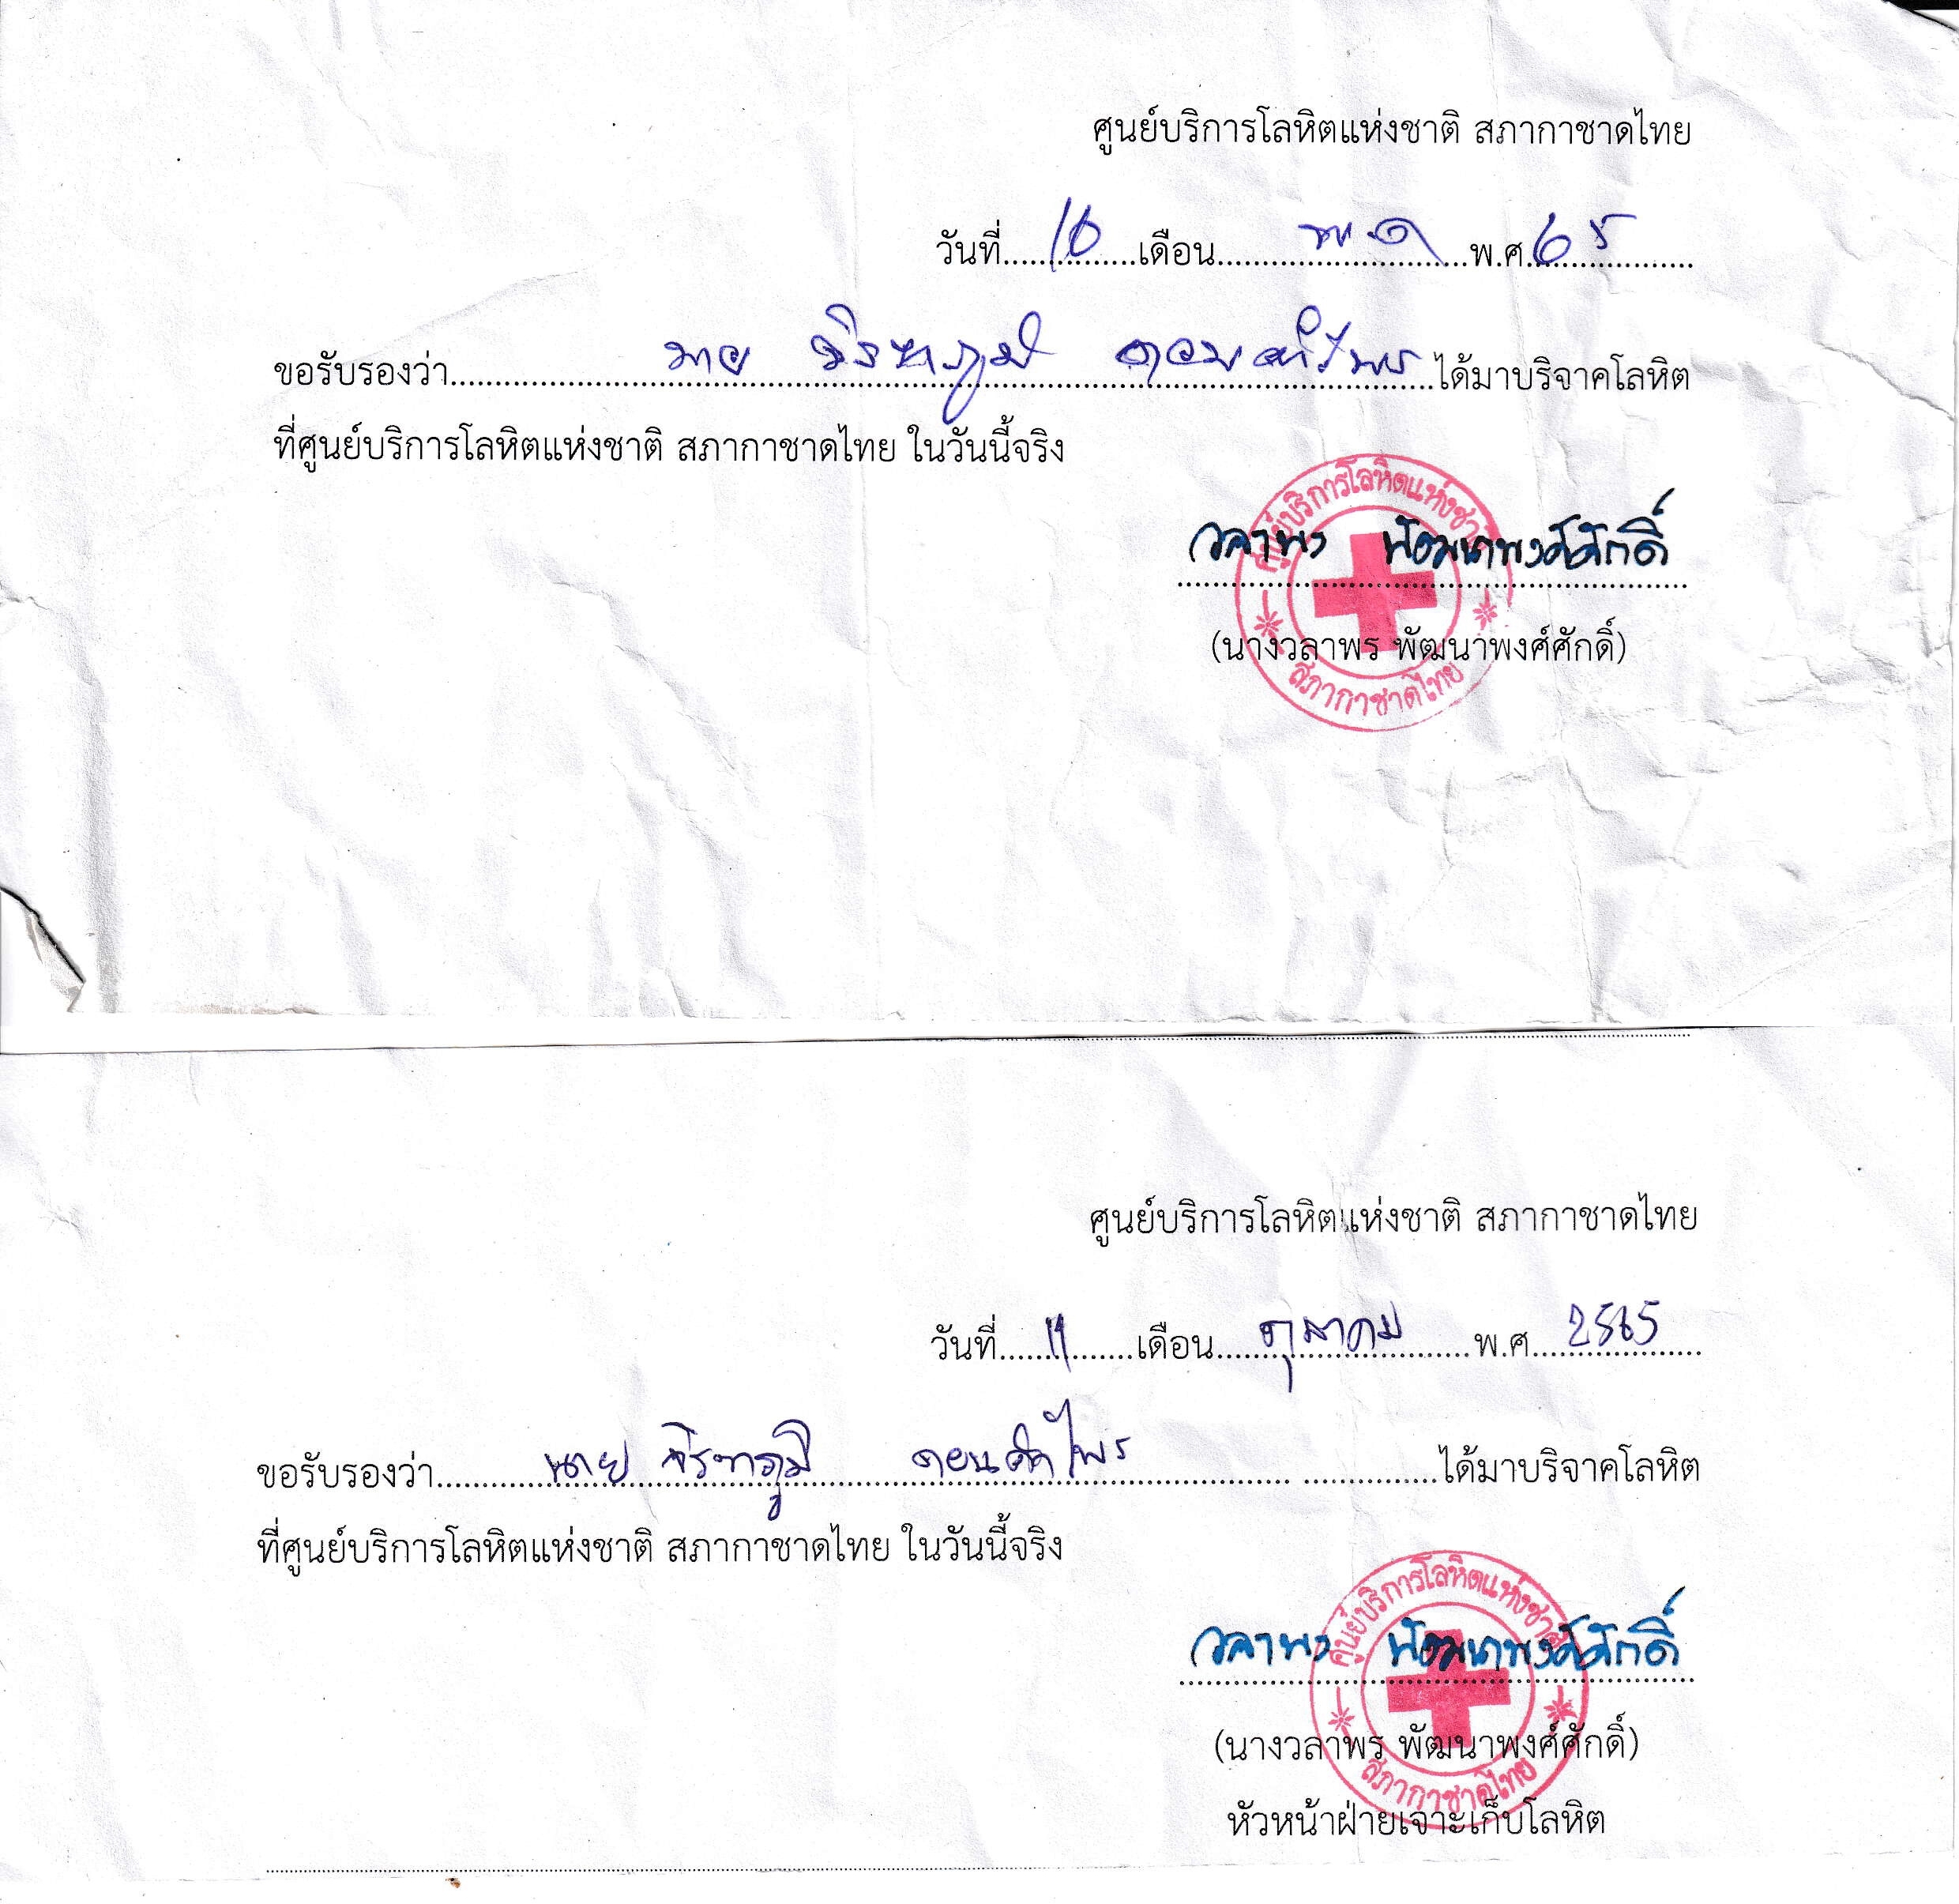 ศูนย์บริการโลหิตแห่งชาติ สภากาชาดไทย
วันที่ 16 เดือน พ.ค พ.ศ. 65
ขอรับรองว่า นาย จิรทาภูมิ ดอนคำไพร ได้มาบริจาคโลหิต
ที่ศูนย์บริการโลหิตแห่งชาติ สภากาชาดไทย ในวันนี้จริง
ศูนย์บริการโลหิตแห่งชาติ
วลาพร พัฒนาพงศ์ศักดิ์
(นางวลาพร พัฒนาพงศ์ศักดิ์)
สภากาชาดไทย
ศูนย์บริการโลหิตแห่งชาติ สภากาชาดไทย
วันที่ 11 เดือน ตุลาคม พ.ศ. 2565
ขอรับรองว่า นาย จิรทาภูมิ ดอนคำไพร ได้มาบริจาคโลหิต
ที่ศูนย์บริการโลหิตแห่งชาติ สภากาชาดไทย ในวันนี้จริง
ศูนย์บริการโลหิตแห่งชาติ
วลาพร พัฒนาพงศ์ศักดิ์
(นางวลาพร พัฒนาพงศ์ศักดิ์)
สภากาชาดไทย
หัวหน้าฝ่ายเจาะเก็บโลหิต